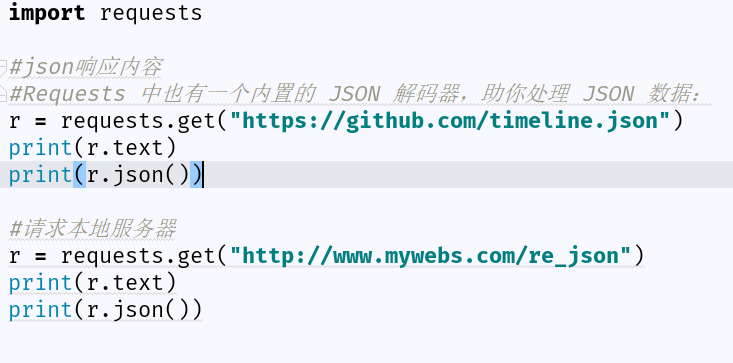 import requests
#json响应内容
#Requests 中也有一个内置的 JSON 解码器，助你处理 JSON 数据：
r = requests.get("https://github.com/timeline.json")
print(r.text)
print(r.json())
#请求本地服务器
r = requests.get("http://www.mywebs.com/re_json")
print(r.text)
print(r.json())